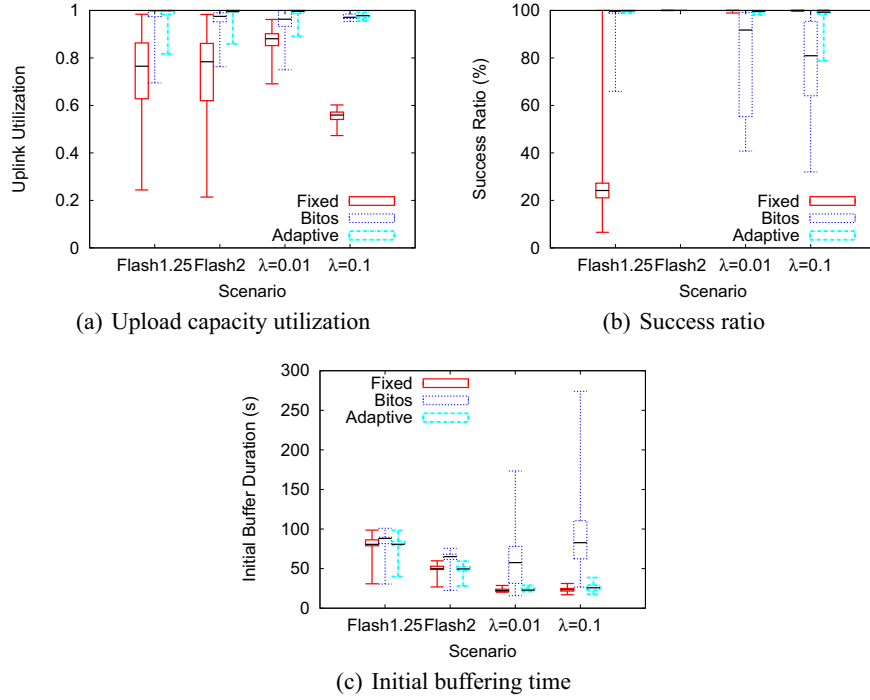 1
0.8
0.6
0.4
0.2
0
Uplink Utilization
Fixed
Bitos
Adaptive
Flash1.25 Flash2 λ=0.01 λ=0.1
Scenario
(a) Upload capacity utilization
100
80
60
40
20
0
Success Ratio (%)
Fixed
Bitos
Adaptive
Flash1.25 Flash2 λ=0.01 λ=0.1
Scenario
(b) Success ratio
300
250
200
150
100
50
0
Initial Buffer Duration (s)
Fixed
Bitos
Adaptive
Flash1.25 Flash2 λ=0.01 λ=0.1
Scenario
(c) Initial buffering time